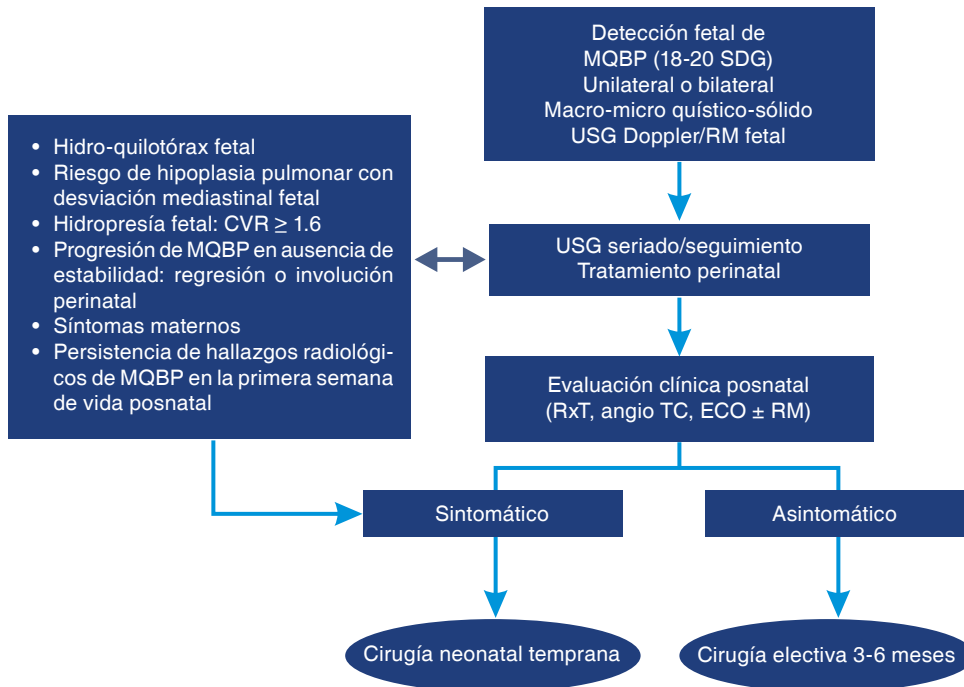 Detección fetal de
MQBP (18-20 SDG)
Unilateral o bilateral
Macro-micro quístico-sólido
USG Doppler/RM fetal
• Hidro-quilotórax fetal
• Riesgo de hipoplasia pulmonar con
desviación mediastinal fetal
• Hidropresía fetal: CVR ≥ 1.6
• Progresión de MQBP en ausencia de
estabilidad: regresión o involución
perinatal
• Síntomas maternos
• Persistencia de hallazgos radiológi-
cos de MQBP en la primera semana
de vida posnatal
USG seriado/seguimiento
Tratamiento perinatal
Evaluación clínica posnatal
(RxT, angio TC, ECO ± RM)
Sintomático
Asintomático
Cirugía neonatal temprana
Cirugía electiva 3-6 meses